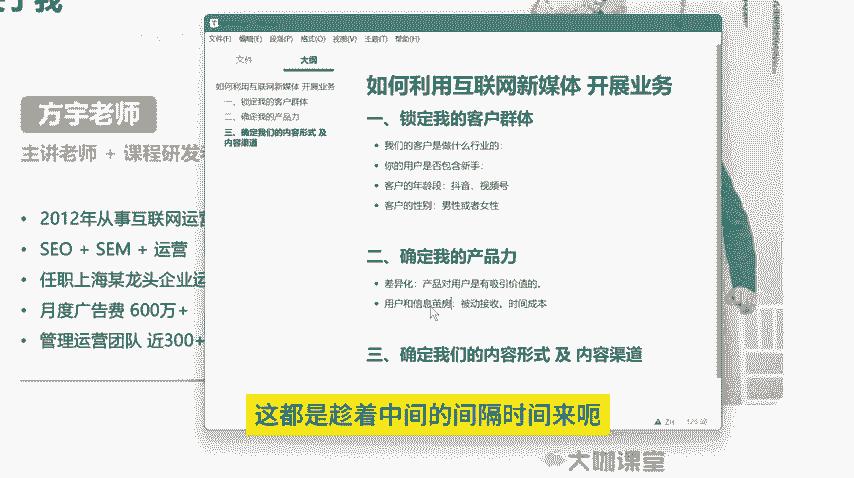 关于我
方宇老师
主讲老师 + 课程研发
2012年从事互联网运营
SEO + SEM + 运营
任职上海某龙头企业运
月度广告费 600万+
管理运营团队 近300+
文件(F) 编辑(E) 段落(P) 格式(O) 视图(V) 主题(T) 帮助(H)
文件 大纲
如何利用互联网新媒体 开展业务
一、锁定我的客户群体
二、确定我的产品力
三、确定我们的内容形式 及
内容渠道
如何利用互联网新媒体 开展业务
一、锁定我的客户群体
我们的客户是做什么行业的:
你的用户是否包含新手:
客户的年龄段:抖音、视频号
客户的性别:男性或者女性
二、确定我的产品力
差异化:产品对用户是有吸引价值的。
用户和信息茧房:被动接收,时间成本
三、确定我们的内容形式 及 内容渠道
这都是趁着中间的间隔时间来呃
大咖课堂